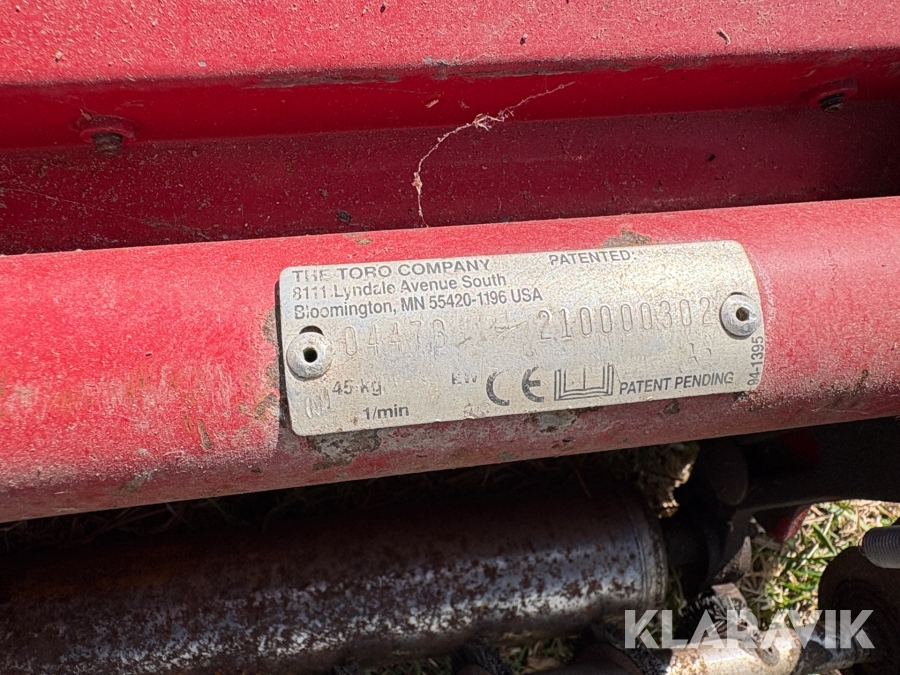 THE TORO COMPANY PATENTED:
8111 Lyndale Avenue South
Bloomington, MN 55420-1196 USA
210000302
45 kg
CE PATENT PENDING
1/min
94-1395
KLARAVIK